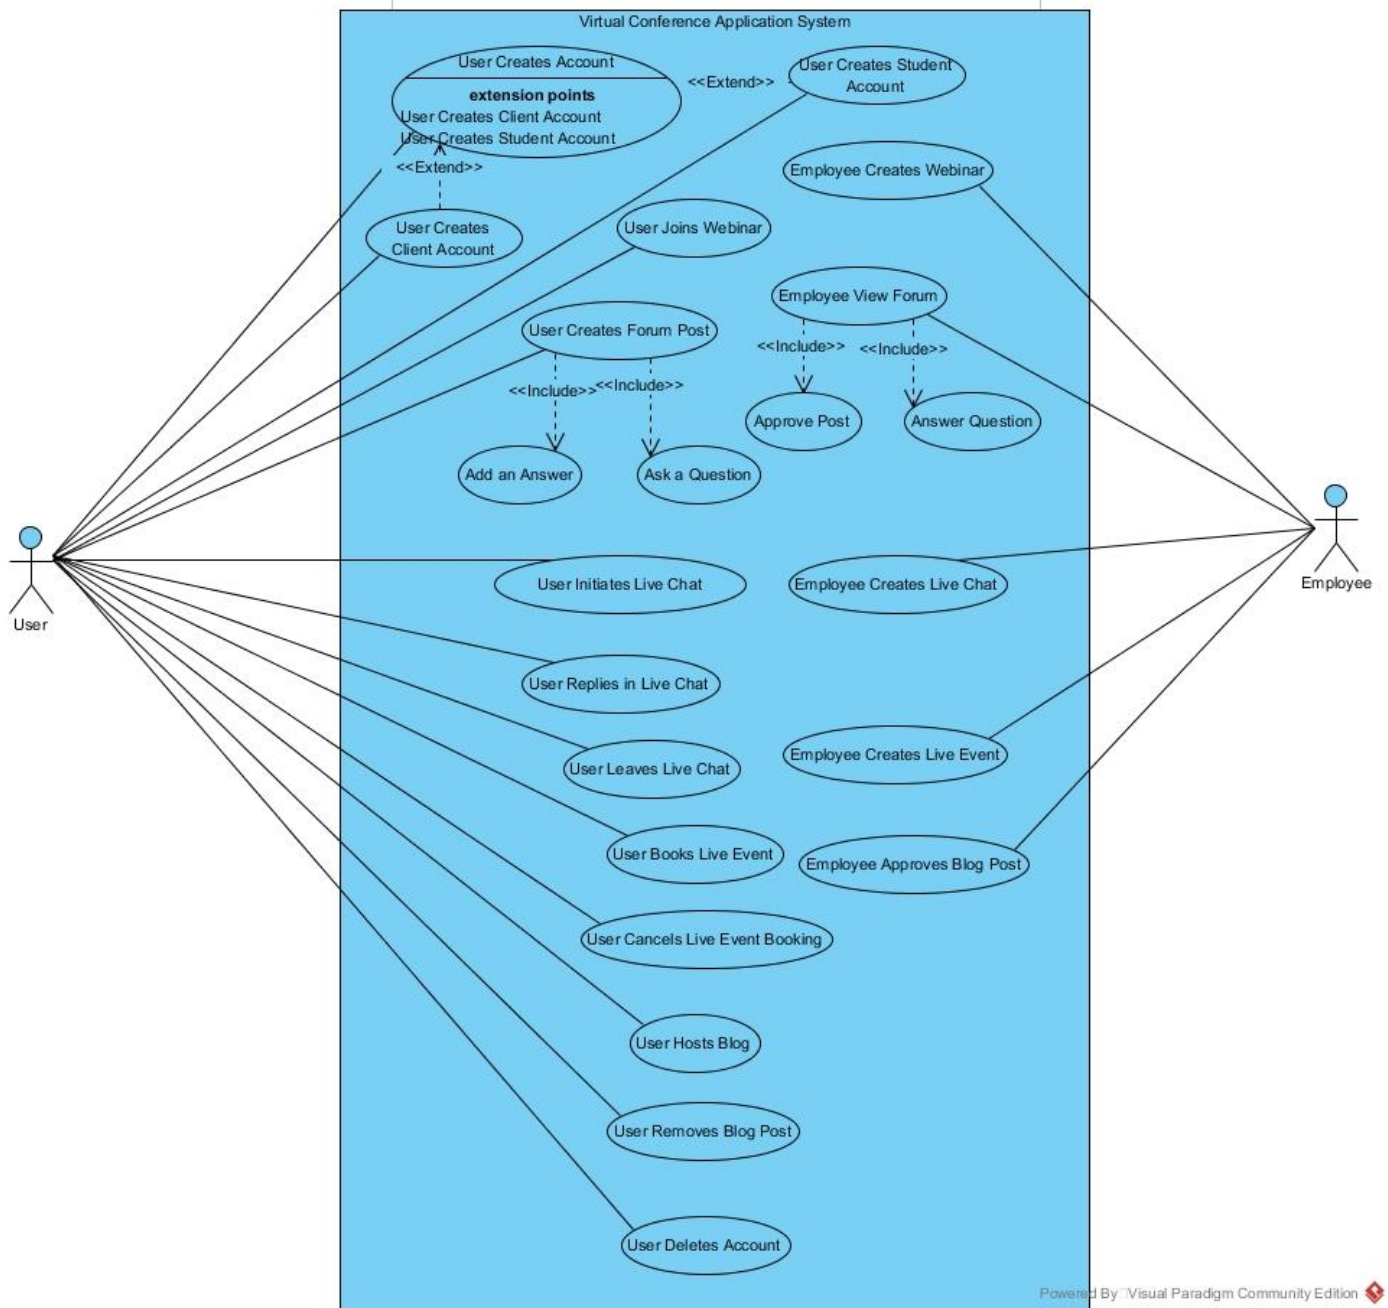 Virtual Conference Application System
User Creates Account
extension points
User Creates Client Account
User Creates Student Account
<<Extend>>
User Creates Student
Account
<<Extend>>
User Creates
Client Account
Employee Creates Webinar
User Joins Webinar
Employee View Forum
<<Include>>
<<Include>>
User Creates Forum Post
<<Include>>
<<Include>>
Approve Post
Answer Question
Add an Answer
Ask a Question
User
Employee
User Initiates Live Chat
Employee Creates Live Chat
User Replies in Live Chat
User Leaves Live Chat
Employee Creates Live Event
User Books Live Event
Employee Approves Blog Post
User Cancels Live Event Booking
User Hosts Blog
User Removes Blog Post
User Deletes Account
Powered By Visual Paradigm Community Edition